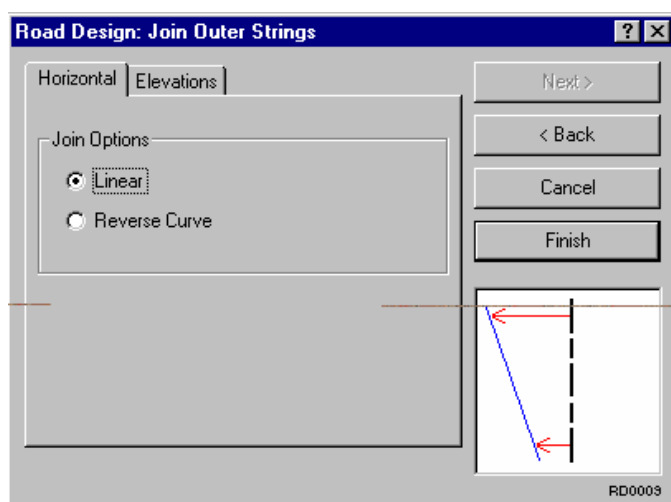 Road Design: Join Outer Strings
Horizontal
Elevations
Join Options
Linear
Reverse Curve
Next >
< Back
Cancel
Finish
RD0009